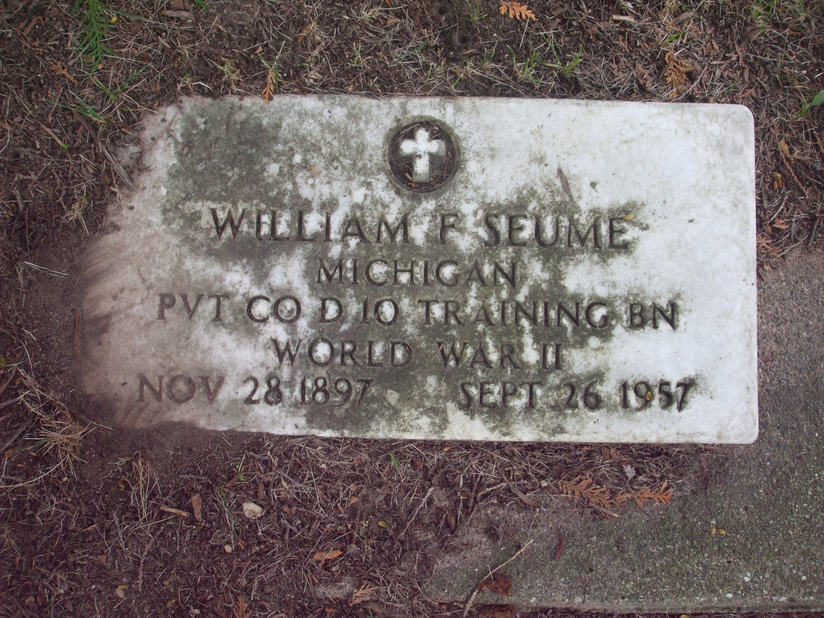 WILLIAM F SEUME
MICHIGAN
PVT CO D 10 TRAINING BN
WORLD WAR II
NOV 28 1897 SEPT 26 1957